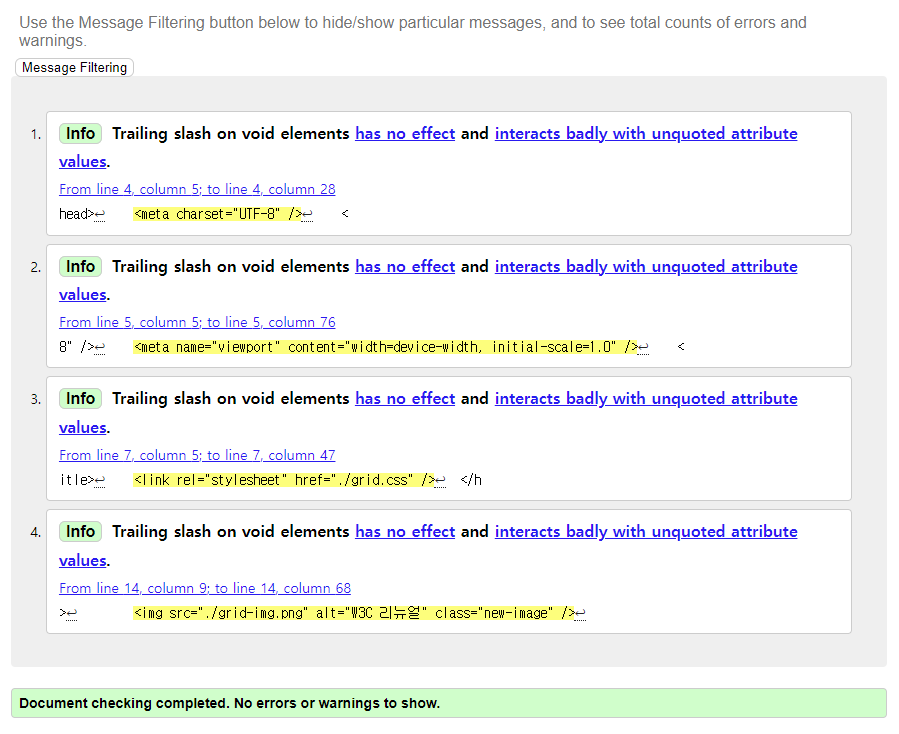 Use the Message Filtering button below to hide/show particular messages, and to see total counts of errors and
warnings.
Message Filtering
1. Info Trailing slash on void elements has no effect and interacts badly with unquoted attribute
values.
From line 4, column 5; to line 4, column 28
head>↩ <meta charset="UTF-8" />↩ <
2. Info Trailing slash on void elements has no effect and interacts badly with unquoted attribute
values.
From line 5, column 5; to line 5, column 76
8" />↩ <meta name="viewport" content="width=device-width, initial-scale=1.0" />↩ <
3. Info Trailing slash on void elements has no effect and interacts badly with unquoted attribute
values.
From line 7, column 5; to line 7, column 47
itle>↩ <link rel="stylesheet" href="./grid.css" />↩ </h
4. Info Trailing slash on void elements has no effect and interacts badly with unquoted attribute
values.
From line 14, column 9; to line 14, column 68
>↩ <img src="./grid-img.png" alt="W3C 리뉴얼" class="new-image" />↩
Document checking completed. No errors or warnings to show.